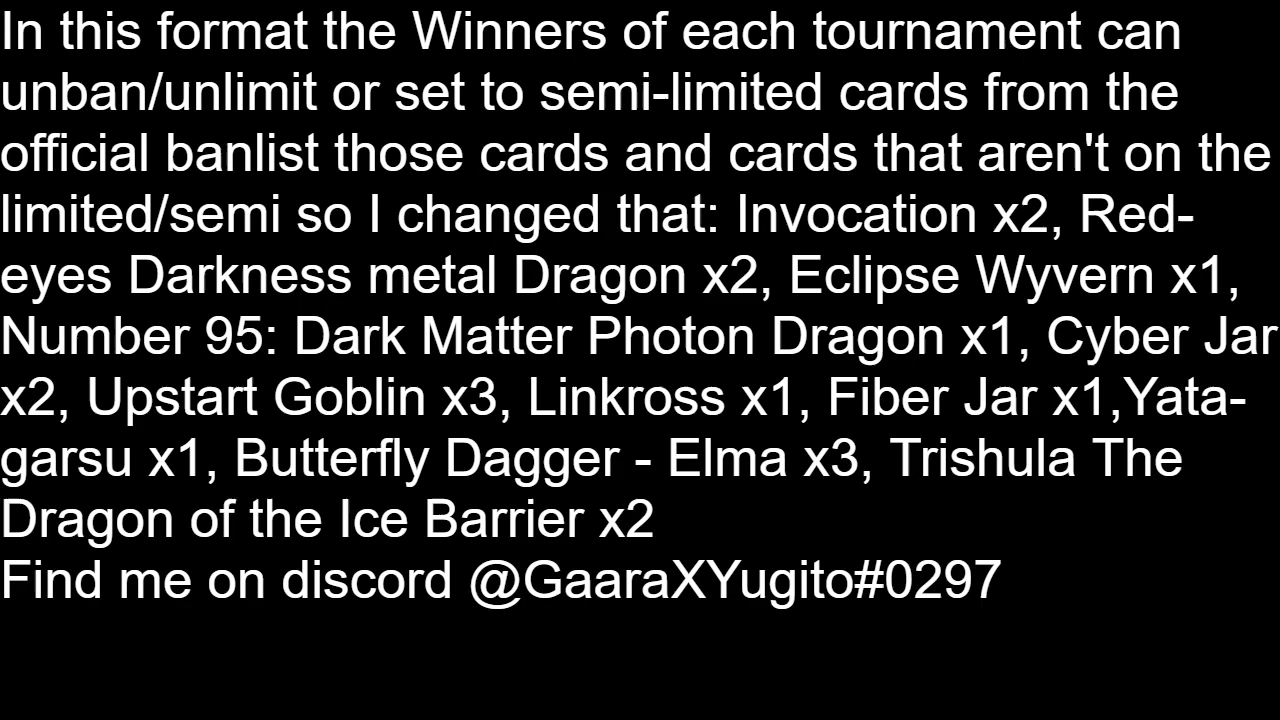 In this format the Winners of each tournament can
unban/unlimit or set to semi-limited cards from the
official banlist those cards and cards that aren't on the
limited/semi so I changed that: Invocation x2, Red-
eyes Darkness metal Dragon x2, Eclipse Wyvern x1,
Number 95: Dark Matter Photon Dragon x1, Cyber Jar
x2, Upstart Goblin x3, Linkross x1, Fiber Jar x1,Yata-
garsu x1, Butterfly Dagger - Elma x3, Trishula The
Dragon of the Ice Barrier x2
Find me on discord @GaaraXYugito#0297